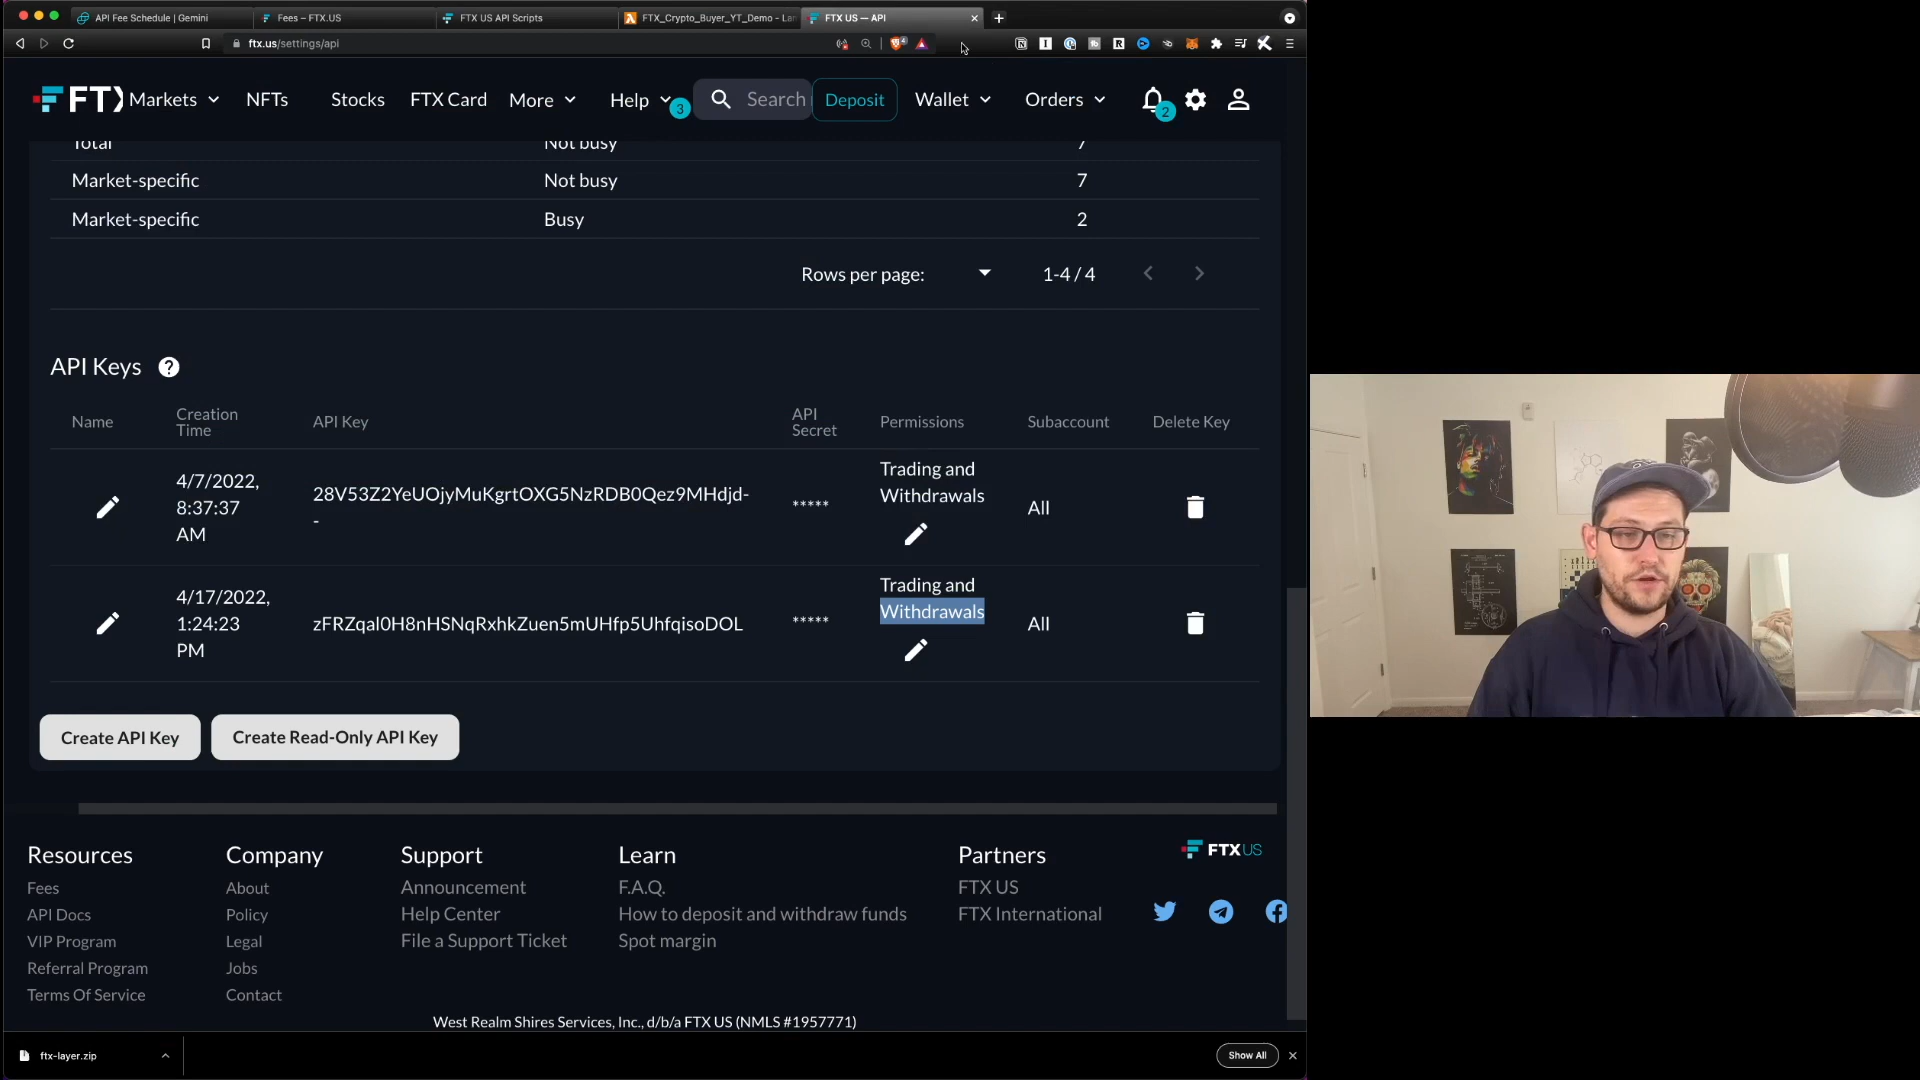 API Fee Schedule | Gemini
Fees – FTX.US
FTX US API Scripts
FTX_Crypto_Buyer_YT_Demo - Lar
FTX US — API
ftx.us/settings/api
FTX Markets NFTs Stocks FTX Card More Help 3 Search Deposit Wallet Orders 2
Total Not busy 7
Market-specific Not busy 7
Market-specific Busy 2
Rows per page: 1-4 / 4
API Keys ?
Name Creation Time API Key API Secret Permissions Subaccount Delete Key
4/7/2022, 8:37:37 AM 28V53Z2YeUOjyMuKgrtOXG5NzRDB0Qez9MHdjd-- ***** Trading and Withdrawals All
4/17/2022, 1:24:23 PM zFRZqal0H8nHSNqRxhkZuen5mUHfp5UhfqisoDOL ***** Trading and Withdrawals All
Create API Key Create Read-Only API Key
Resources
Fees
API Docs
VIP Program
Referral Program
Terms Of Service
Company
About
Policy
Legal
Jobs
Contact
Support
Announcement
Help Center
File a Support Ticket
Learn
F.A.Q.
How to deposit and withdraw funds
Spot margin
Partners
FTX US
FTX International
FTX US
West Realm Shires Services, Inc., d/b/a FTX US (NMLS #1957771)
ftx-layer.zip
Show All